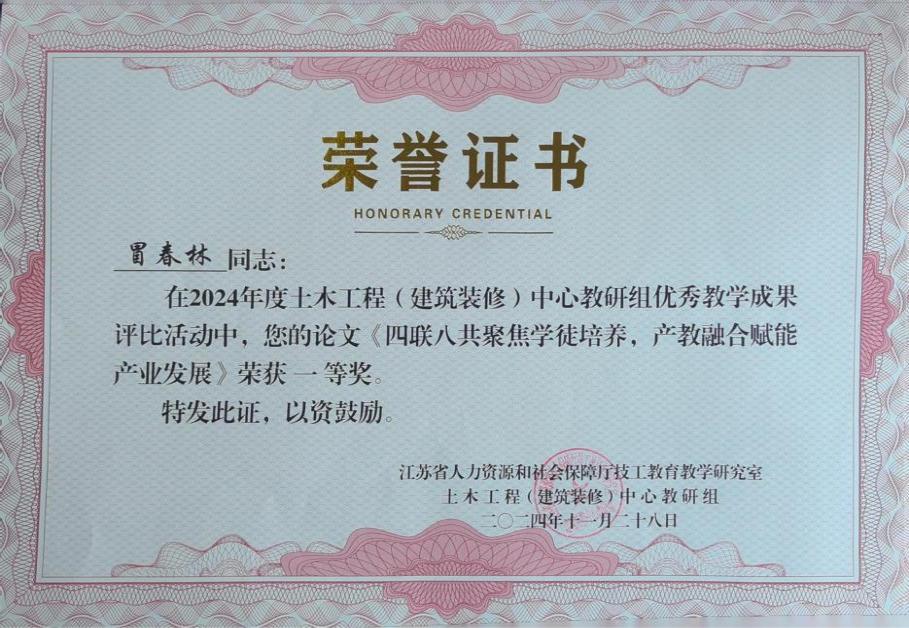 荣誉证书
HONORARY CREDENTIAL
冒春林同志：
在2024年度土木工程（建筑装修）中心教研组优秀教学成果
评比活动中，您的论文《四联八共聚焦学徒培养，产教融合赋能
产业发展》荣获 一 等奖。
特发此证，以资鼓励。
江苏省人力资源和社会保障厅技工教育教学研究室
土木工程（建筑装修）中心教研组
二〇二四年十一月二十八日